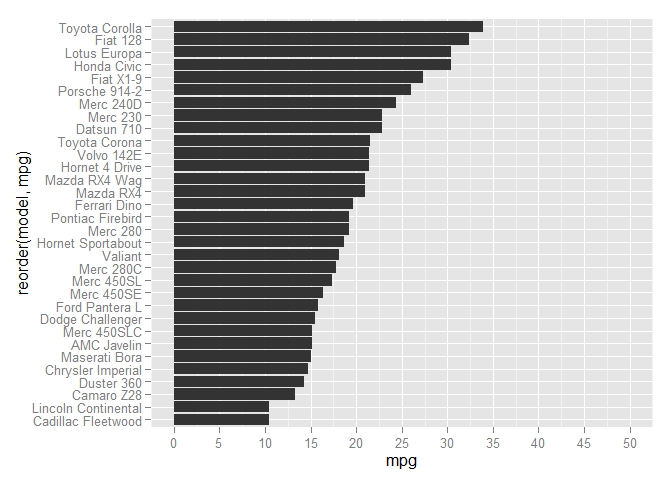 Toyota Corolla
Fiat 128
Lotus Europa
Honda Civic
Fiat X1-9
Porsche 914-2
Merc 240D
Merc 230
Datsun 710
Toyota Corona
Volvo 142E
Hornet 4 Drive
Mazda RX4 Wag
Mazda RX4
Ferrari Dino
Pontiac Firebird
Merc 280
Hornet Sportabout
Valiant
Merc 280C
Merc 450SL
Merc 450SE
Ford Pantera L
Dodge Challenger
Merc 450SLC
AMC Javelin
Maserati Bora
Chrysler Imperial
Duster 360
Camaro Z28
Lincoln Continental
Cadillac Fleetwood
reorder(model, mpg)
0 5 10 15 20 25 30 35 40 45 50
mpg